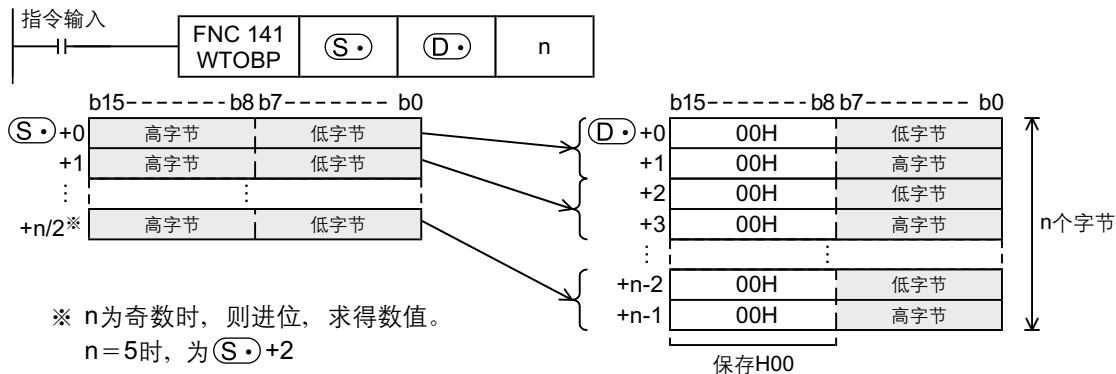 指令输入
FNC 141
WTOBP
S·
D·
n
b15 b8 b7 b0
S· +0 高字节 低字节
+1 高字节 低字节
⋮ ⋮
+n/2※ 高字节 低字节
※ n为奇数时，则进位，求得数值。
n＝5时，为 S· +2
b15 b8 b7 b0
D· +0 00H 低字节
+1 00H 高字节
+2 00H 低字节
+3 00H 高字节
⋮ ⋮
+n-2 00H 低字节
+n-1 00H 高字节
n个字节
保存H00